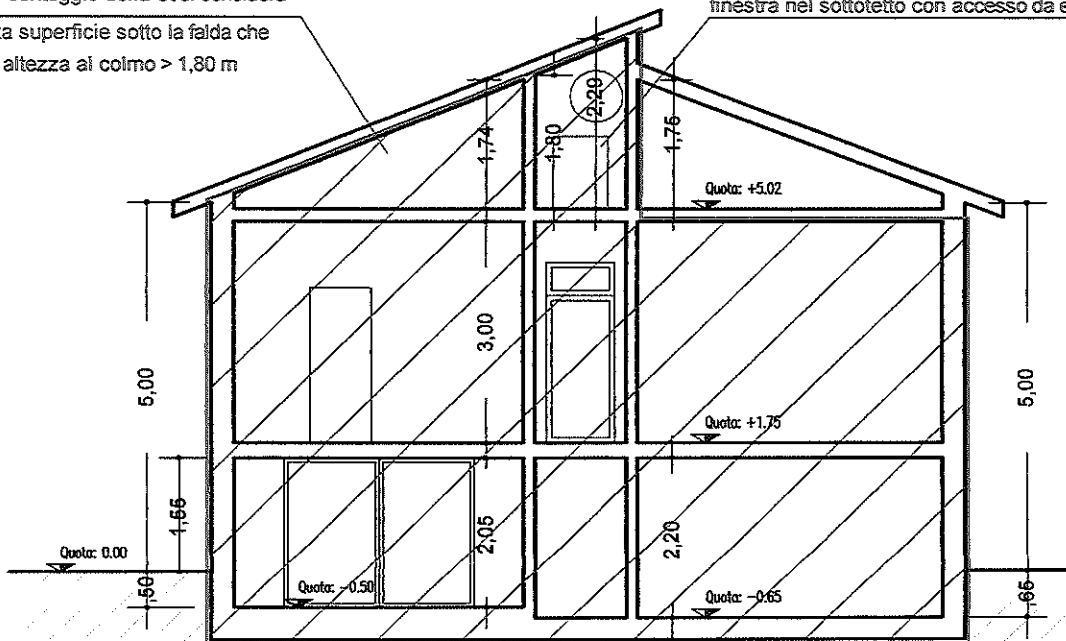 finestra nel sottotetto con accesso da e
ta superficie sotto la falda che
altezza al colmo > 1,80 m
2,20
1,74
1,80
1,76
Quota: +5.02
3,00
5,00
5,00
Quota: +1.75
1,55
2,05
2,20
Quota: 0.00
Quota: -0.50
Quota: -0.65
,50
,65